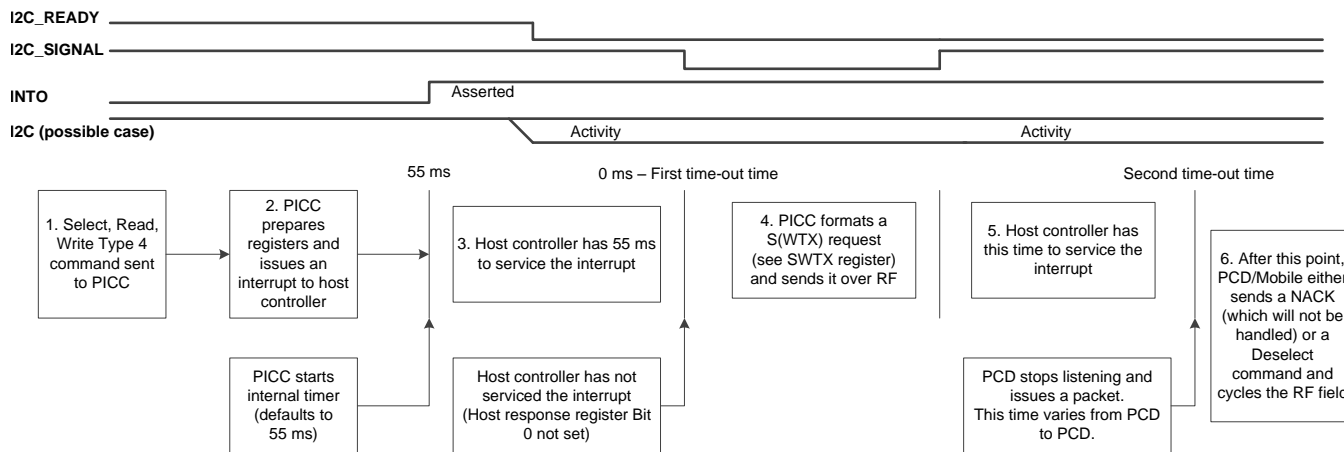 I2C_READY
I2C_SIGNAL
INTO
Asserted
I2C (possible case)
Activity
Activity
55 ms
0 ms – First time-out time
Second time-out time
1. Select, Read,
Write Type 4
command sent
to PICC
2. PICC
prepares
registers and
issues an
interrupt to host
controller
3. Host controller has 55 ms
to service the interrupt
4. PICC formats a
S(WTX) request
(see SWTX register)
and sends it over RF
5. Host controller has
this time to service the
interrupt
6. After this point,
PCD/Mobile either
sends a NACK
(which will not be
handled) or a
Deselect
command and
cycles the RF field
PICC starts
internal timer
(defaults to
55 ms)
Host controller has not
serviced the interrupt
(Host response register Bit
0 not set)
PCD stops listening and
issues a packet.
This time varies from PCD
to PCD.